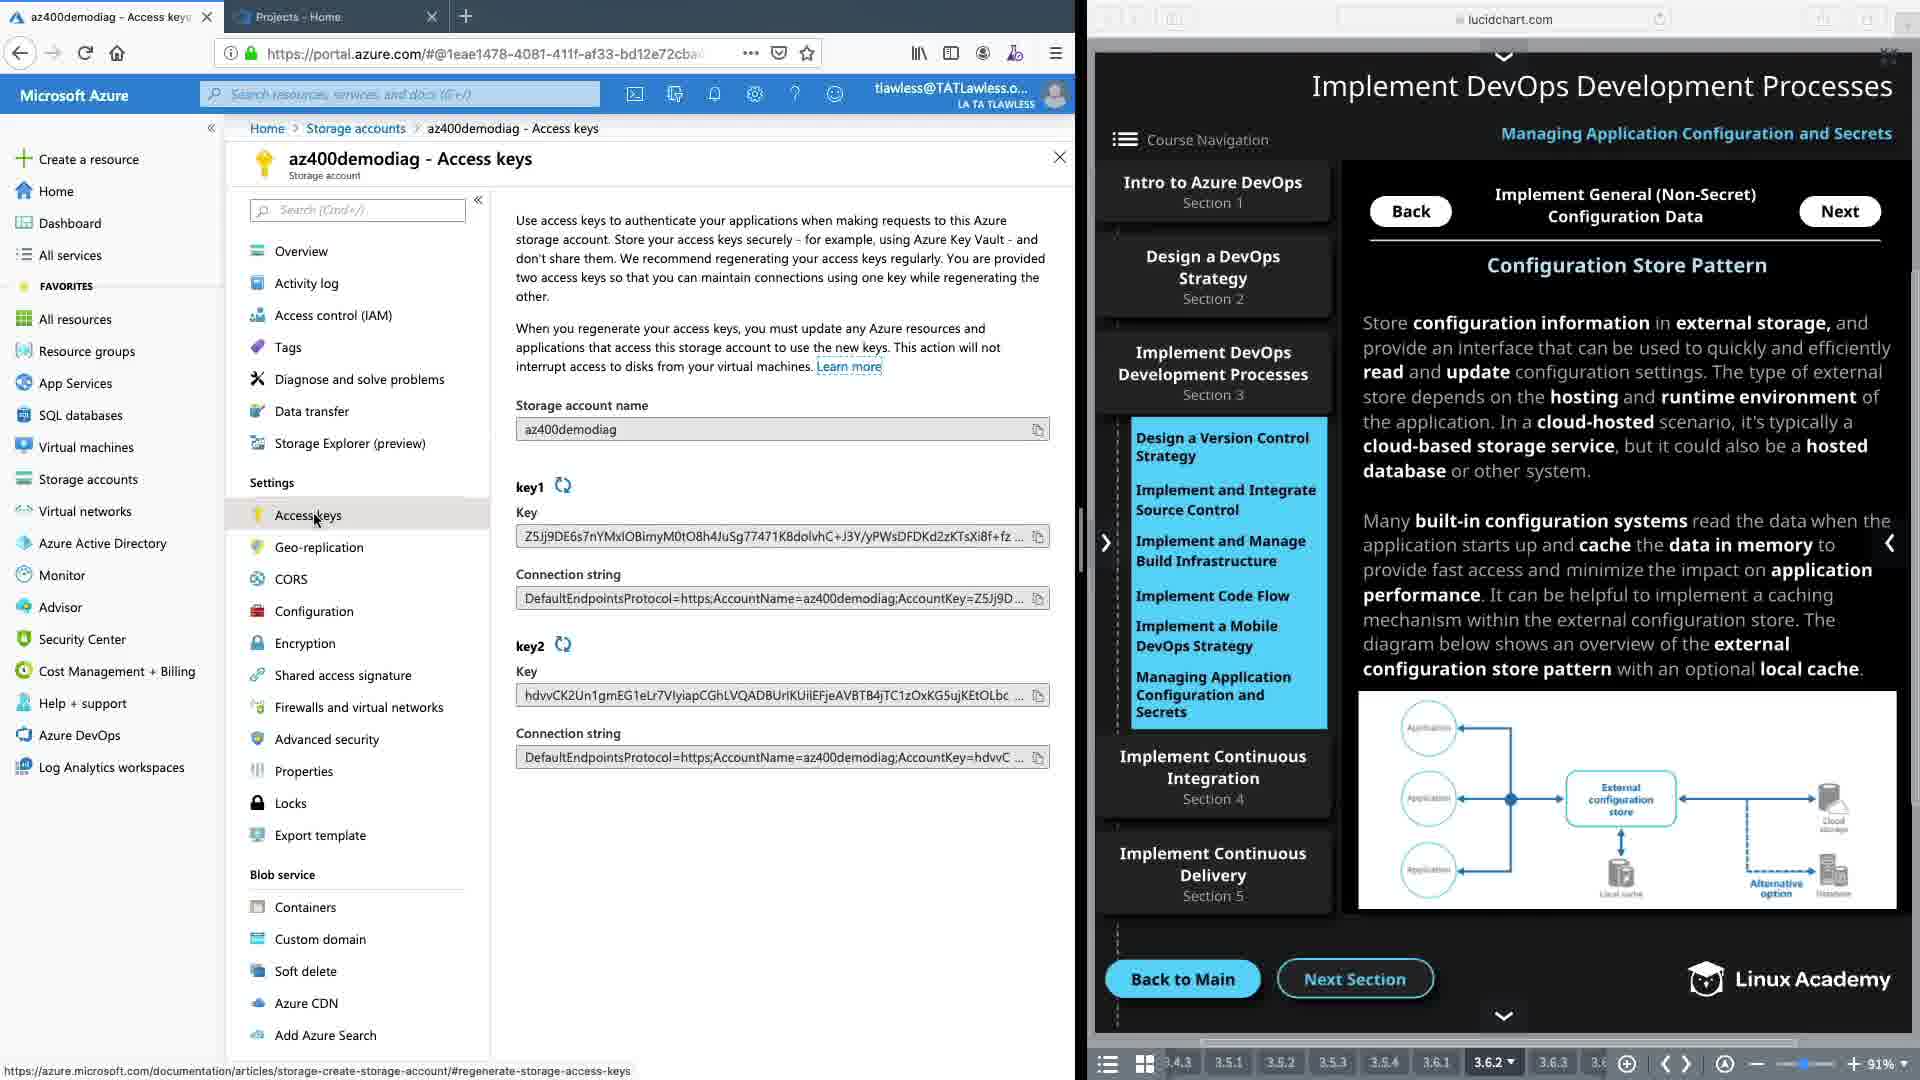 az400demodiag - Access keys
Projects - Home
https://portal.azure.com/#@1eae1478-4081-411f-af33-bd12e72cba
Microsoft Azure
Search resources, services, and docs (G+/)
tlawless@TATLawless.o...
LA TA TLAWLESS
Create a resource
Home
Dashboard
All services
FAVORITES
All resources
Resource groups
App Services
SQL databases
Virtual machines
Storage accounts
Virtual networks
Azure Active Directory
Monitor
Advisor
Security Center
Cost Management + Billing
Help + support
Azure DevOps
Log Analytics workspaces
Home > Storage accounts > az400demodiag - Access keys
az400demodiag - Access keys
Storage account
Search (Cmd+/)
Overview
Activity log
Access control (IAM)
Tags
Diagnose and solve problems
Data transfer
Storage Explorer (preview)
Settings
Access keys
Geo-replication
CORS
Configuration
Encryption
Shared access signature
Firewalls and virtual networks
Advanced security
Properties
Locks
Export template
Blob service
Containers
Custom domain
Soft delete
Azure CDN
Add Azure Search
Use access keys to authenticate your applications when making requests to this Azure
storage account. Store your access keys securely - for example, using Azure Key Vault - and
don't share them. We recommend regenerating your access keys regularly. You are provided
two access keys so that you can maintain connections using one key while regenerating the
other.
When you regenerate your access keys, you must update any Azure resources and
applications that access this storage account to use the new keys. This action will not
interrupt access to disks from your virtual machines. Learn more
Storage account name
az400demodiag
key1
Key
Connection string
DefaultEndpointsProtocol=https;AccountName=az400demodiag;AccountKey=Z5Jj9D...
key2
Key
Connection string
DefaultEndpointsProtocol=https;AccountName=az400demodiag;AccountKey=hdvvC ...
https://azure.microsoft.com/documentation/articles/storage-create-storage-account/#regenerate-storage-access-keys
lucidchart.com
Implement DevOps Development Processes
Managing Application Configuration and Secrets
Course Navigation
Intro to Azure DevOps
Section 1
Design a DevOps
Strategy
Section 2
Implement DevOps
Development Processes
Section 3
Design a Version Control
Strategy
Implement and Integrate
Source Control
Implement and Manage
Build Infrastructure
Implement Code Flow
Implement a Mobile
DevOps Strategy
Managing Application
Configuration and
Secrets
Implement Continuous
Integration
Section 4
Implement Continuous
Delivery
Section 5
Back
Implement General (Non-Secret)
Configuration Data
Next
Configuration Store Pattern
Store configuration information in external storage, and
provide an interface that can be used to quickly and efficiently
read and update configuration settings. The type of external
store depends on the hosting and runtime environment of
the application. In a cloud-hosted scenario, it's typically a
cloud-based storage service, but it could also be a hosted
database or other system.
Many built-in configuration systems read the data when the
application starts up and cache the data in memory to
provide fast access and minimize the impact on application
performance. It can be helpful to implement a caching
mechanism within the external configuration store. The
diagram below shows an overview of the external
configuration store pattern with an optional local cache.
Application
Application
Application
External
configuration
store
Local cache
Cloud
storage
Alternative
option
Database
Back to Main
Next Section
Linux Academy
3.4.3
3.5.1
3.5.2
3.5.3
3.5.4
3.6.1
3.6.2
3.6.3
91%